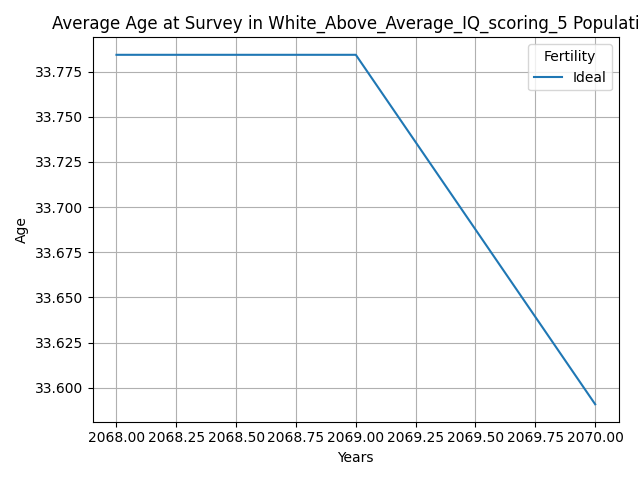 Average Age at Survey in White_Above_Average_IQ_scoring_5 Populati
Fertility
Ideal
33.775
33.750
33.725
33.700
33.675
33.650
33.625
33.600
Age
2068.00 2068.25 2068.50 2068.75 2069.00 2069.25 2069.50 2069.75 2070.00
Years